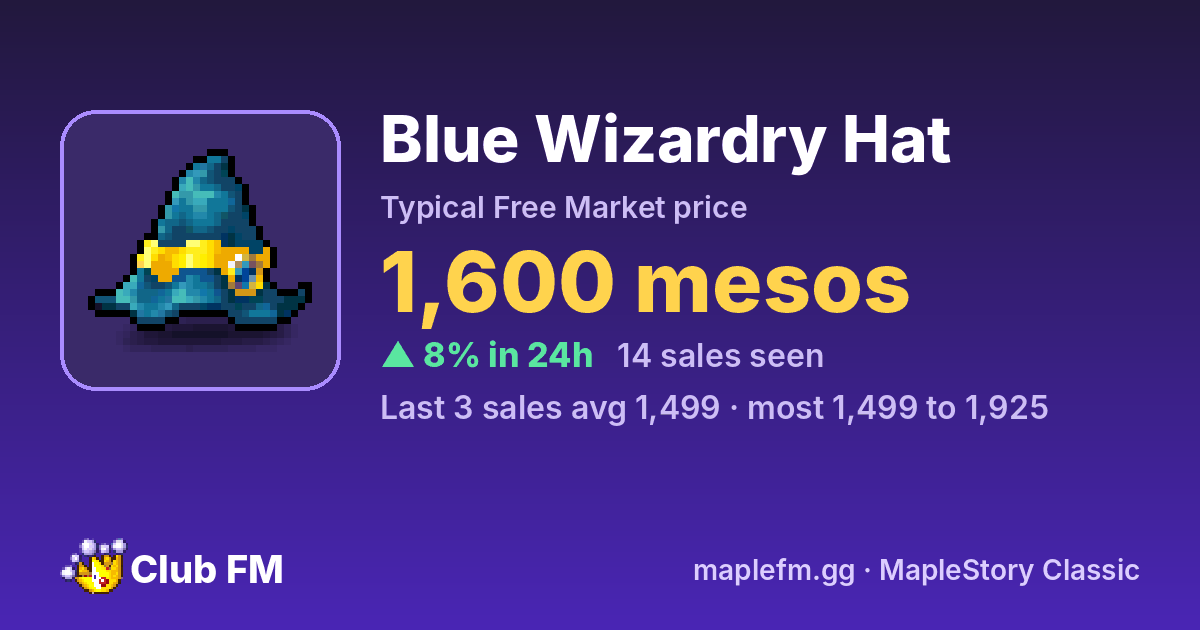 Blue Wizardry Hat
Typical Free Market price
1,600 mesos
▲ 8% in 24h 14 sales seen
Last 3 sales avg 1,499 · most 1,499 to 1,925
Club FM
maplefm.gg · MapleStory Classic